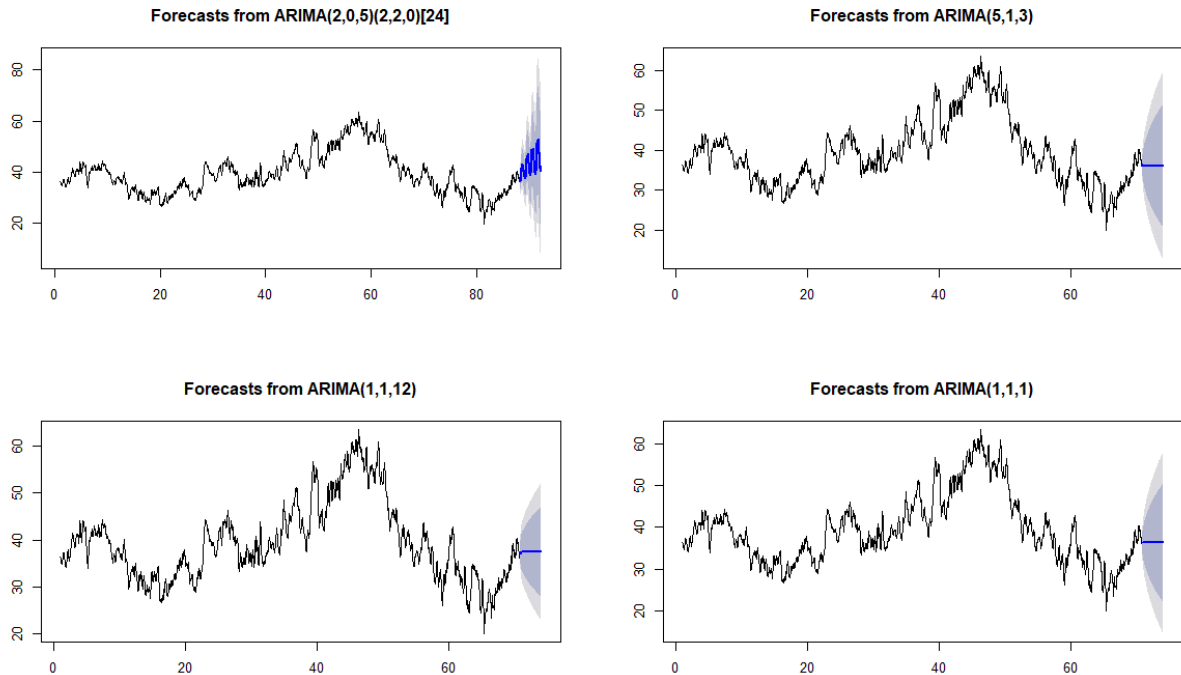 Forecasts from ARIMA(2,0,5)(2,2,0)[24]
80
60
40
20
0 20 40 60 80
Forecasts from ARIMA(5,1,3)
60
50
40
30
20
0 20 40 60
Forecasts from ARIMA(1,1,12)
60
50
40
30
20
0 20 40 60
Forecasts from ARIMA(1,1,1)
60
50
40
30
20
0 20 40 60